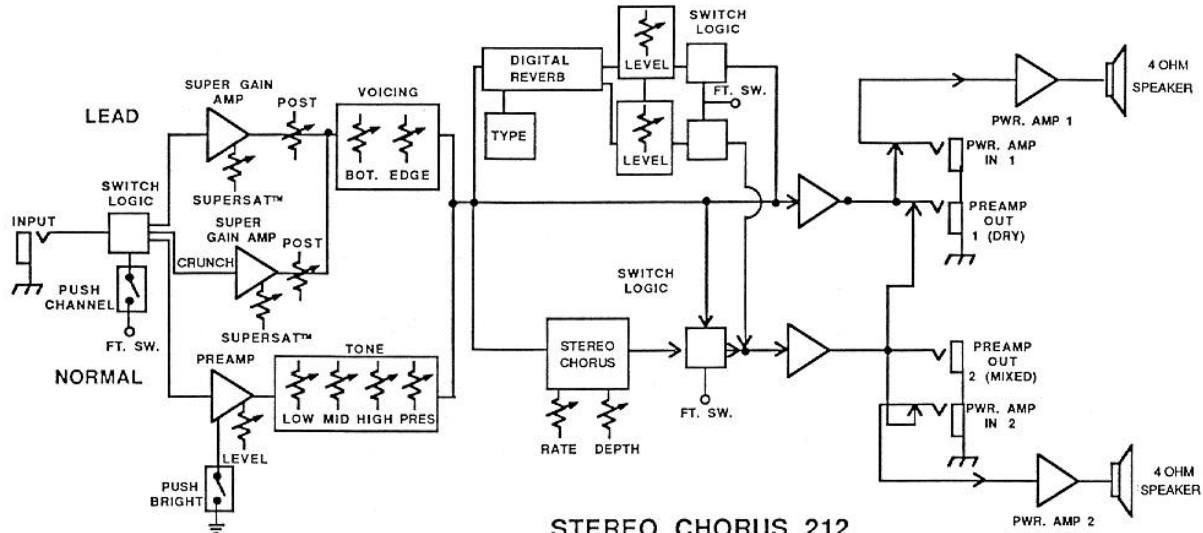 LEAD
SUPER GAIN
AMP
POST
VOICING
BOT. EDGE
SUPERSAT™
SWITCH
LOGIC
INPUT
SUPER
GAIN AMP
POST
CRUNCH
SUPERSAT™
PUSH
CHANNEL
FT. SW.
NORMAL
PREAMP
LEVEL
PUSH
BRIGHT
TONE
LOW MID HIGH PRES
DIGITAL
REVERB
TYPE
LEVEL
LEVEL
SWITCH
LOGIC
FT. SW.
SWITCH
LOGIC
STEREO
CHORUS
RATE DEPTH
FT. SW.
PWR. AMP 1
4 OHM
SPEAKER
PWR. AMP
IN 1
PREAMP
OUT
1 (DRY)
PREAMP
OUT
2 (MIXED)
PWR. AMP
IN 2
PWR. AMP 2
4 OHM
SPEAKER
STEREO CHORUS 212